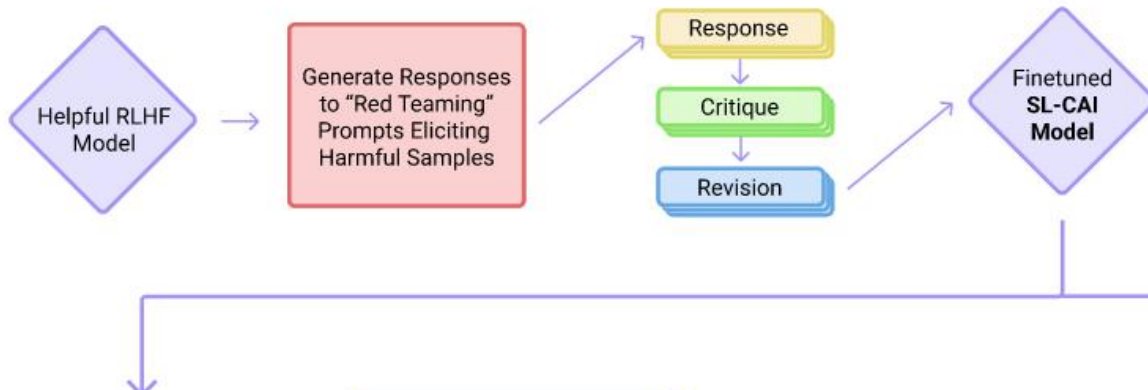 Helpful RLHF
Model
Generate Responses
to “Red Teaming”
Prompts Eliciting
Harmful Samples
Response
Critique
Revision
Finetuned
SL-CAI
Model